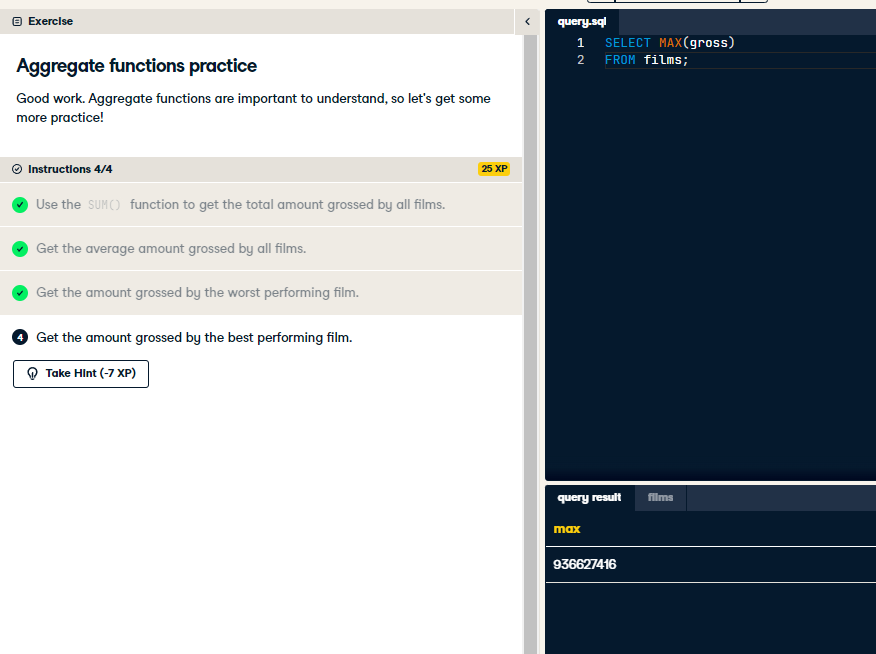 Exercise
Aggregate functions practice
Good work. Aggregate functions are important to understand, so let's get some
more practice!
Instructions 4/4
25 XP
Use the SUM() function to get the total amount grossed by all films.
Get the average amount grossed by all films.
Get the amount grossed by the worst performing film.
4 Get the amount grossed by the best performing film.
Take Hint (-7 XP)
query.sql
1 SELECT MAX(gross)
2 FROM films;
query result films
max
936627416